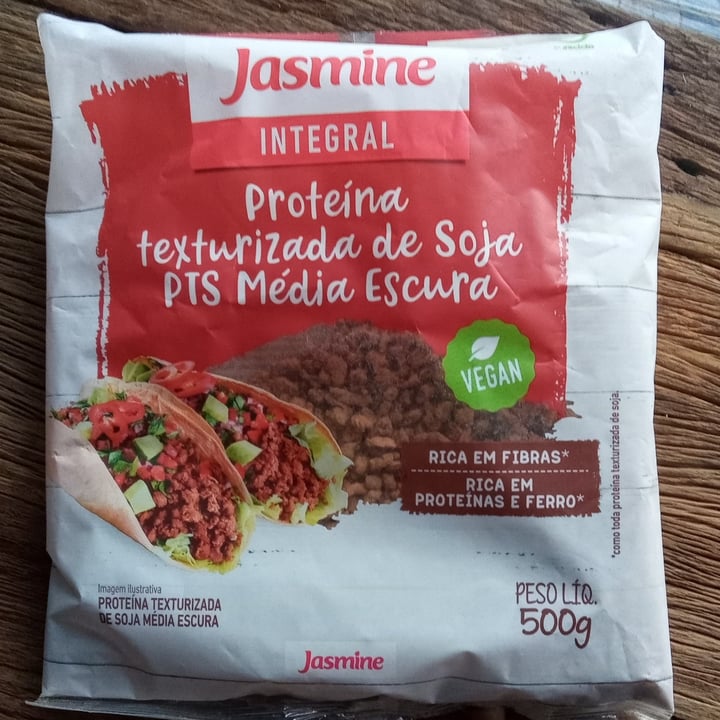 Jasmine
INTEGRAL
Proteína
texturizada de Soja
PTS Média Escura
VEGAN
RICA EM FIBRAS*
RICA EM
PROTEÍNAS E FERRO*
*como toda proteína texturizada de soja.
Imagem ilustrativa
PROTEÍNA TEXTURIZADA
DE SOJA MÉDIA ESCURA
PESO LÍQ.
500g
Jasmine